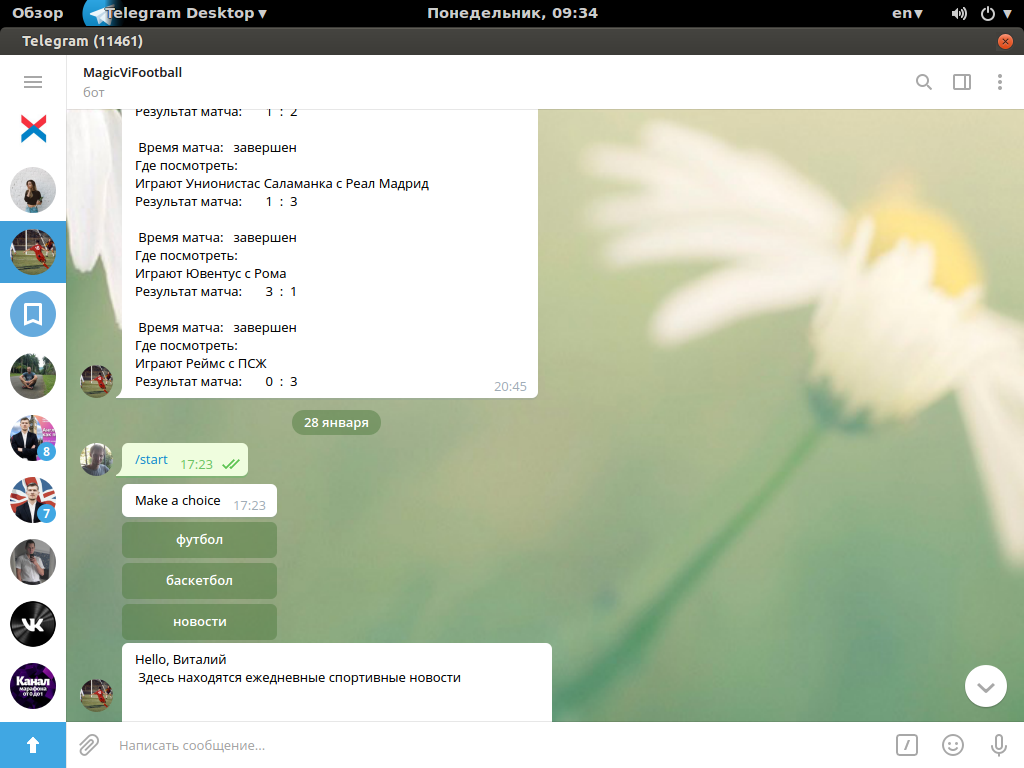 Обзор
Telegram Desktop
Понедельник, 09:34
en
Telegram (11461)
MagicViFootball
бот
Результат матча: 1 : 2
Время матча: завершен
Где посмотреть:
Играют Унионистас Саламанка с Реал Мадрид
Результат матча: 1 : 3
Время матча: завершен
Где посмотреть:
Играют Ювентус с Рома
Результат матча: 3 : 1
Время матча: завершен
Где посмотреть:
Играют Реймс с ПСЖ
Результат матча: 0 : 3
20:45
28 января
/start 17:23
Make a choice 17:23
футбол
баскетбол
новости
Hello, Виталий
Здесь находятся ежедневные спортивные новости
8
7
Канал
марафона
Написать сообщение...